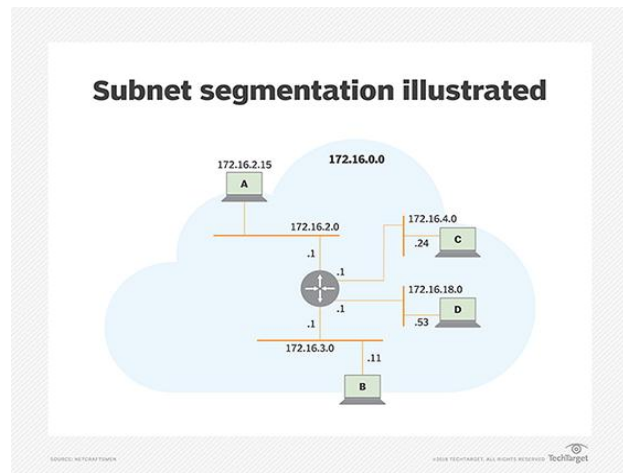 Subnet segmentation illustrated
172.16.0.0
172.16.2.15
A
172.16.2.0
.1
172.16.4.0
.24
C
.1
172.16.18.0
.53
D
.1
.1
172.16.3.0
.11
B
SOURCE: NETCRAFTSMEN
©2018 TECHTARGET. ALL RIGHTS RESERVED TechTarget